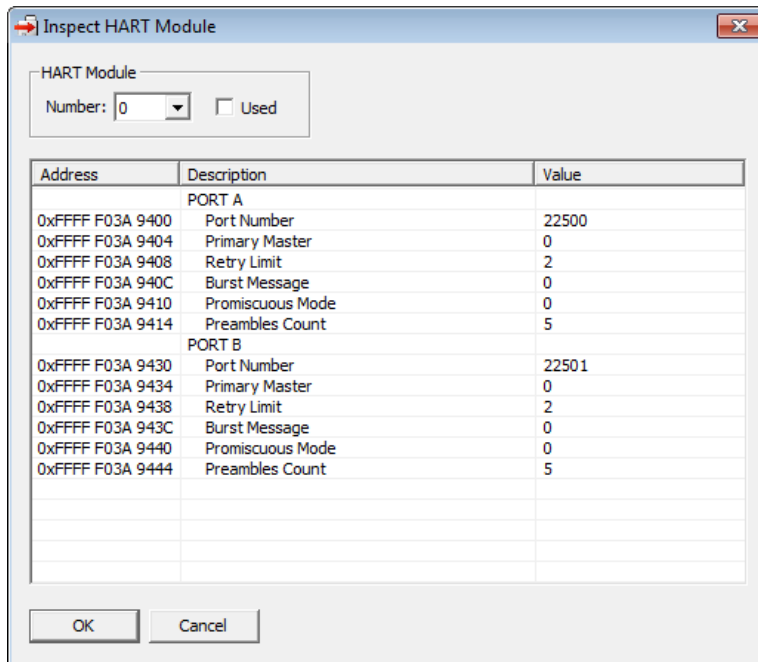 Inspect HART Module
HART Module
Number: 0 Used
Address Description Value
PORT A
0xFFFF F03A 9400 Port Number 22500
0xFFFF F03A 9404 Primary Master 0
0xFFFF F03A 9408 Retry Limit 2
0xFFFF F03A 940C Burst Message 0
0xFFFF F03A 9410 Promiscuous Mode 0
0xFFFF F03A 9414 Preambles Count 5
PORT B
0xFFFF F03A 9430 Port Number 22501
0xFFFF F03A 9434 Primary Master 0
0xFFFF F03A 9438 Retry Limit 2
0xFFFF F03A 943C Burst Message 0
0xFFFF F03A 9440 Promiscuous Mode 0
0xFFFF F03A 9444 Preambles Count 5
OK Cancel